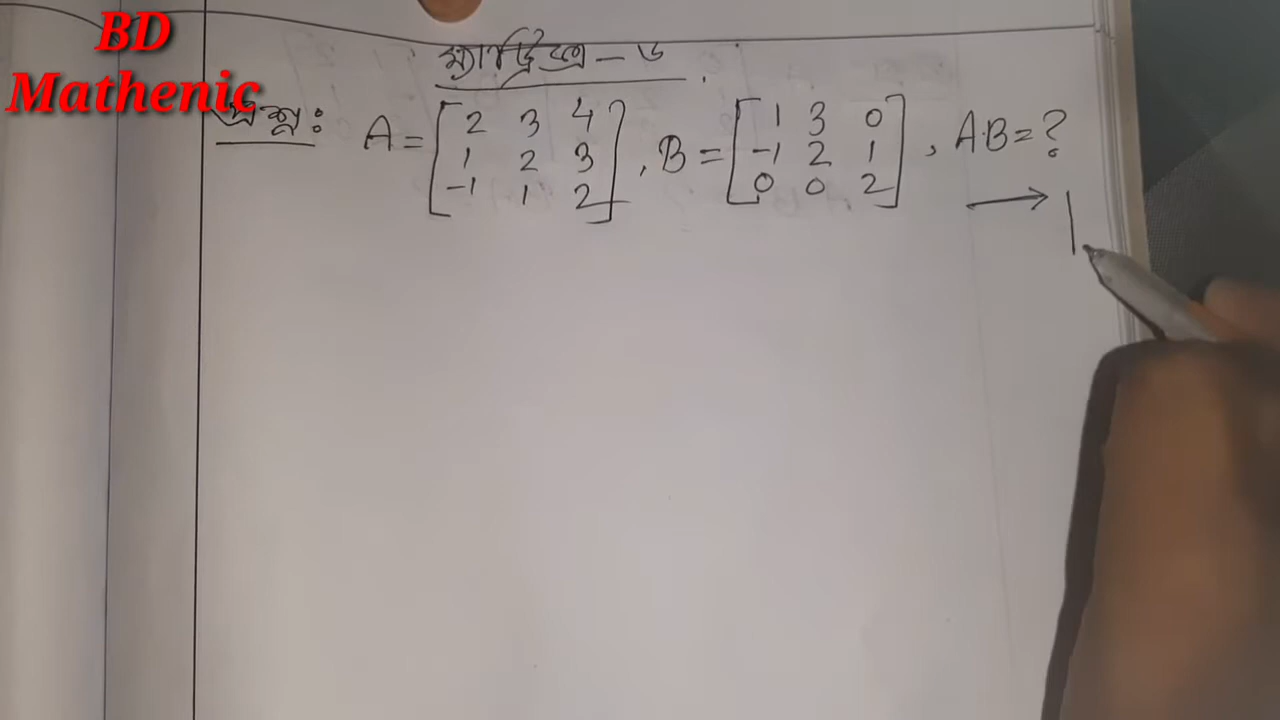 BD
Mathenic
ম্যাট্রিক্স - ৬
প্রশ্ন: A = [2 3 4 , B = [1 3 0 , AB = ?
1 2 3 -1 2 1
-1 1 2] 0 0 2]